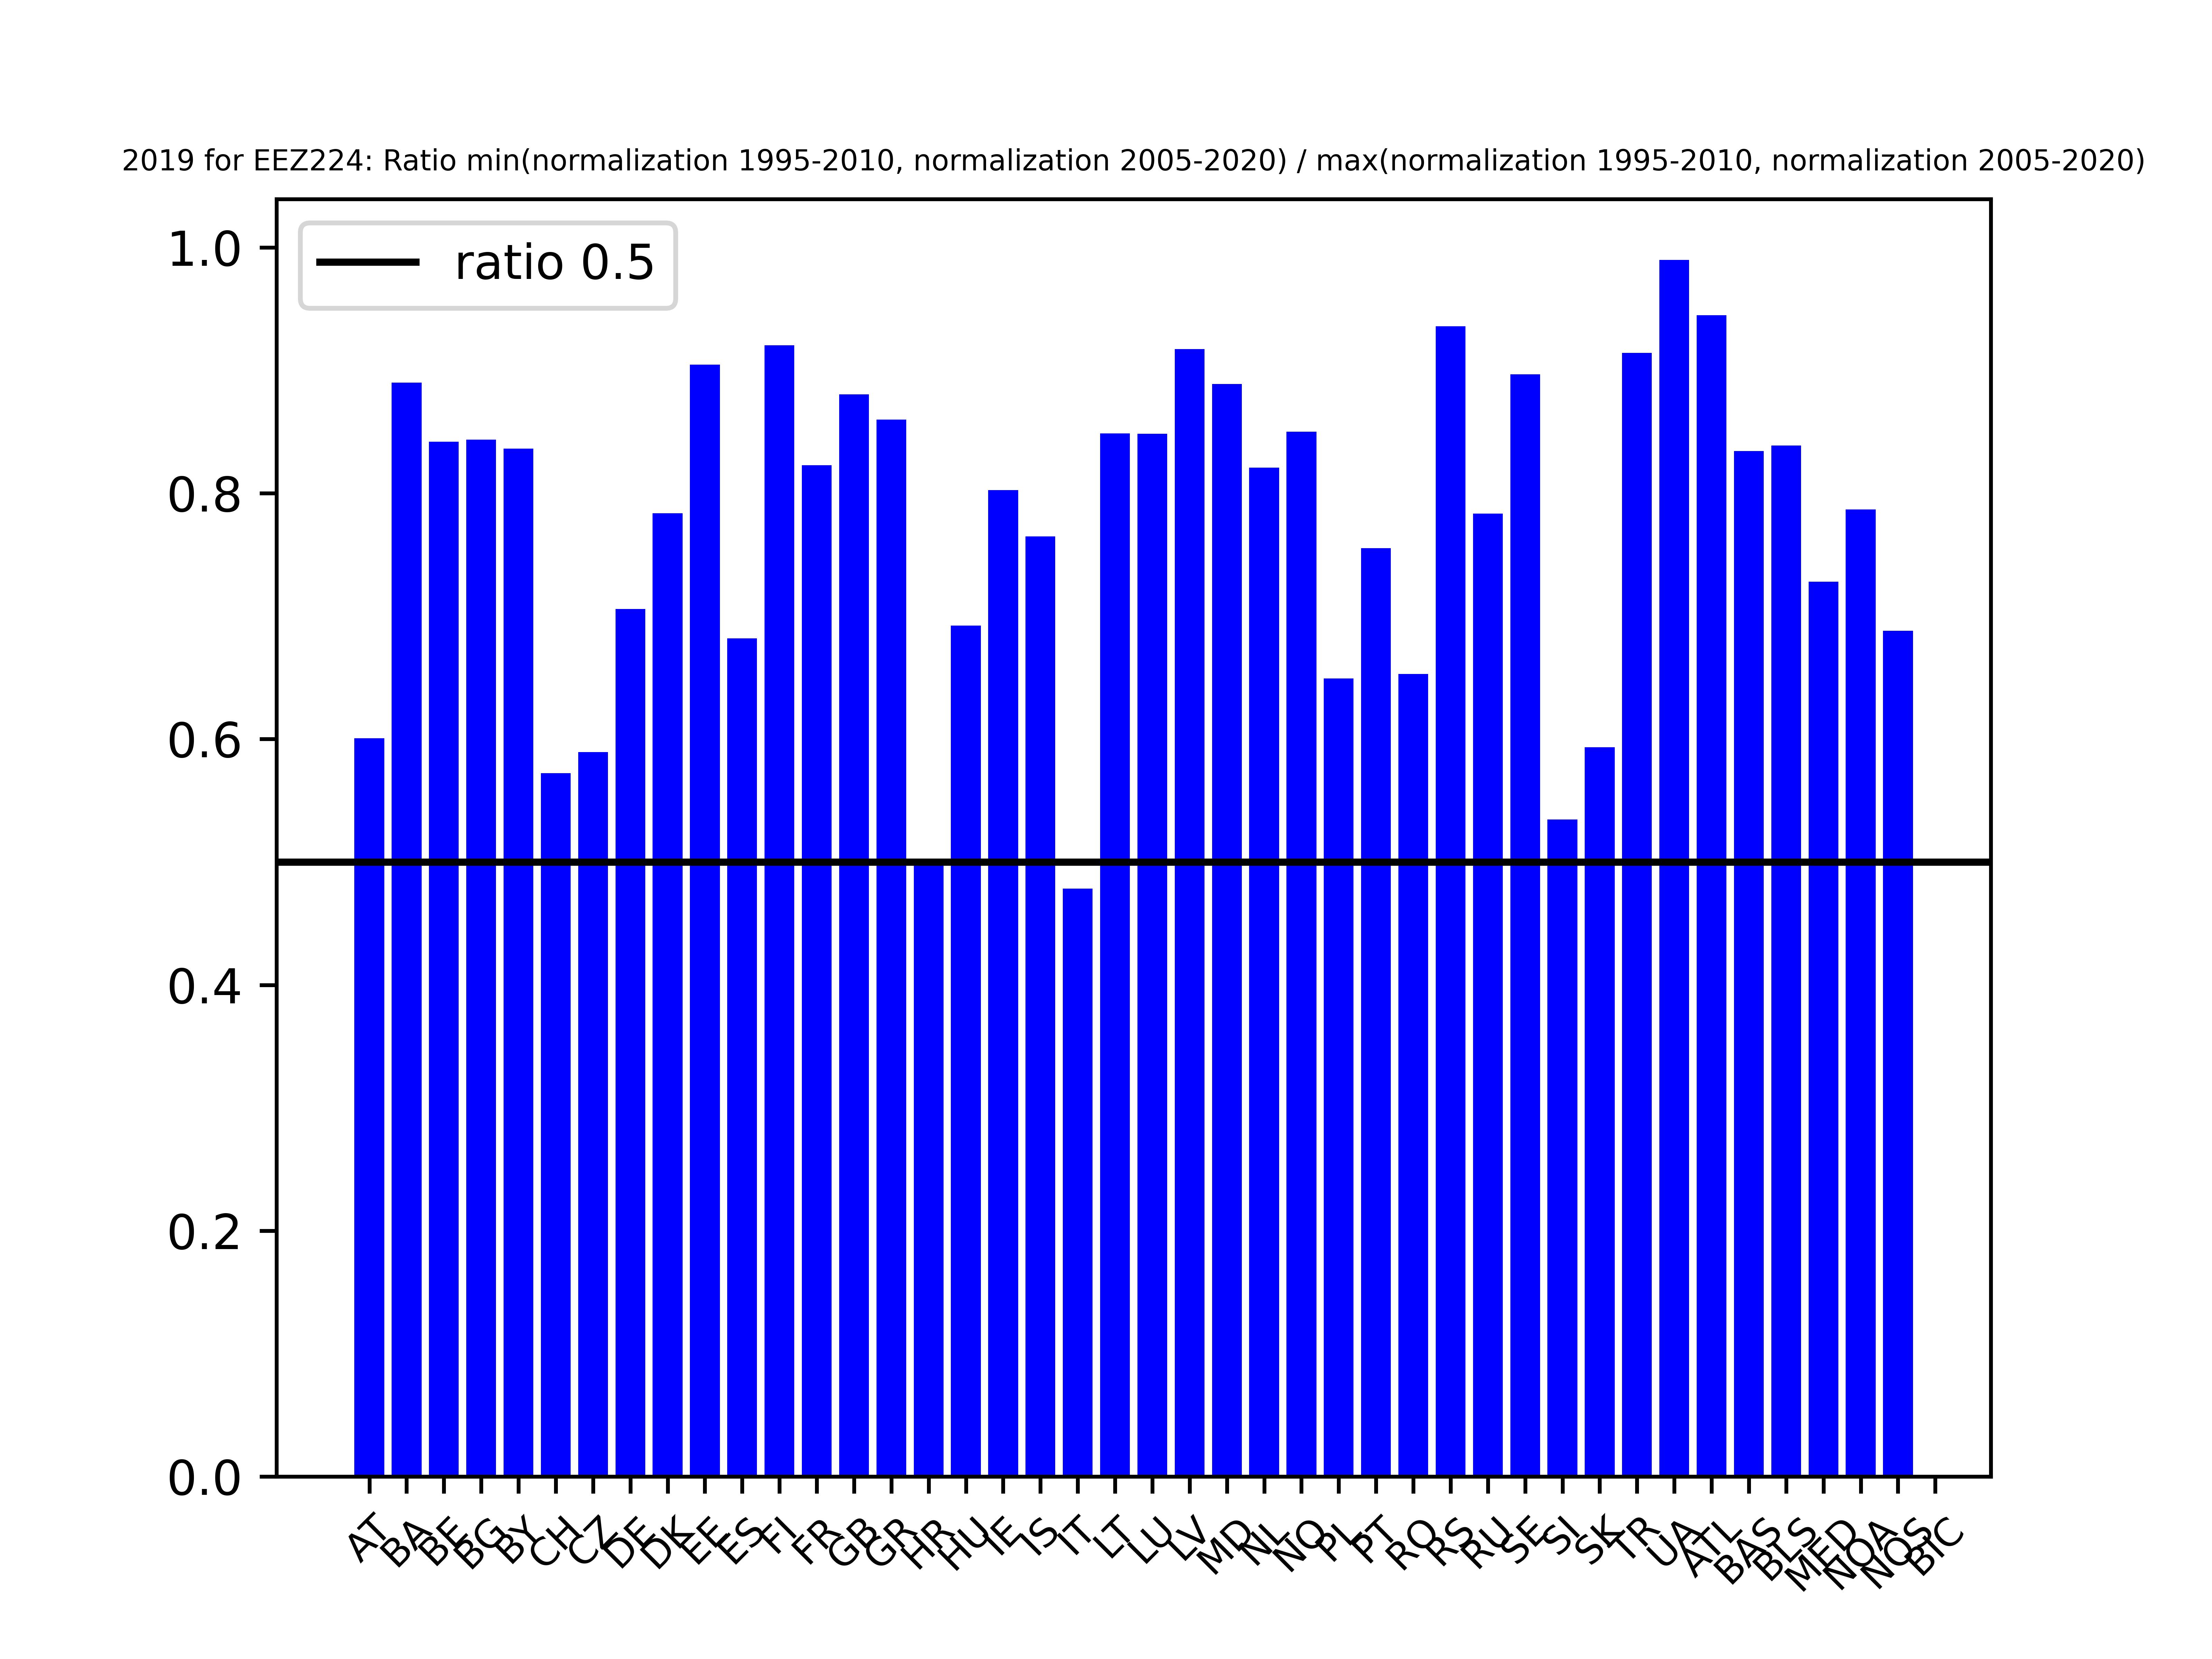 2019 for EEZ224: Ratio min(normalization 1995-2010, normalization 2005-2020) / max(normalization 1995-2010, normalization 2005-2020)
ratio 0.5
1.0
0.8
0.6
0.4
0.2
0.0
AT BA BE BG BY CH CZ DE DK EE ES FI FR GB GR HR HU IE IS IT LT LU LV MD NL NO PL PT RO RS RU SE SI SK TR UA ATL BAS BLS MED NOA NOS BIC